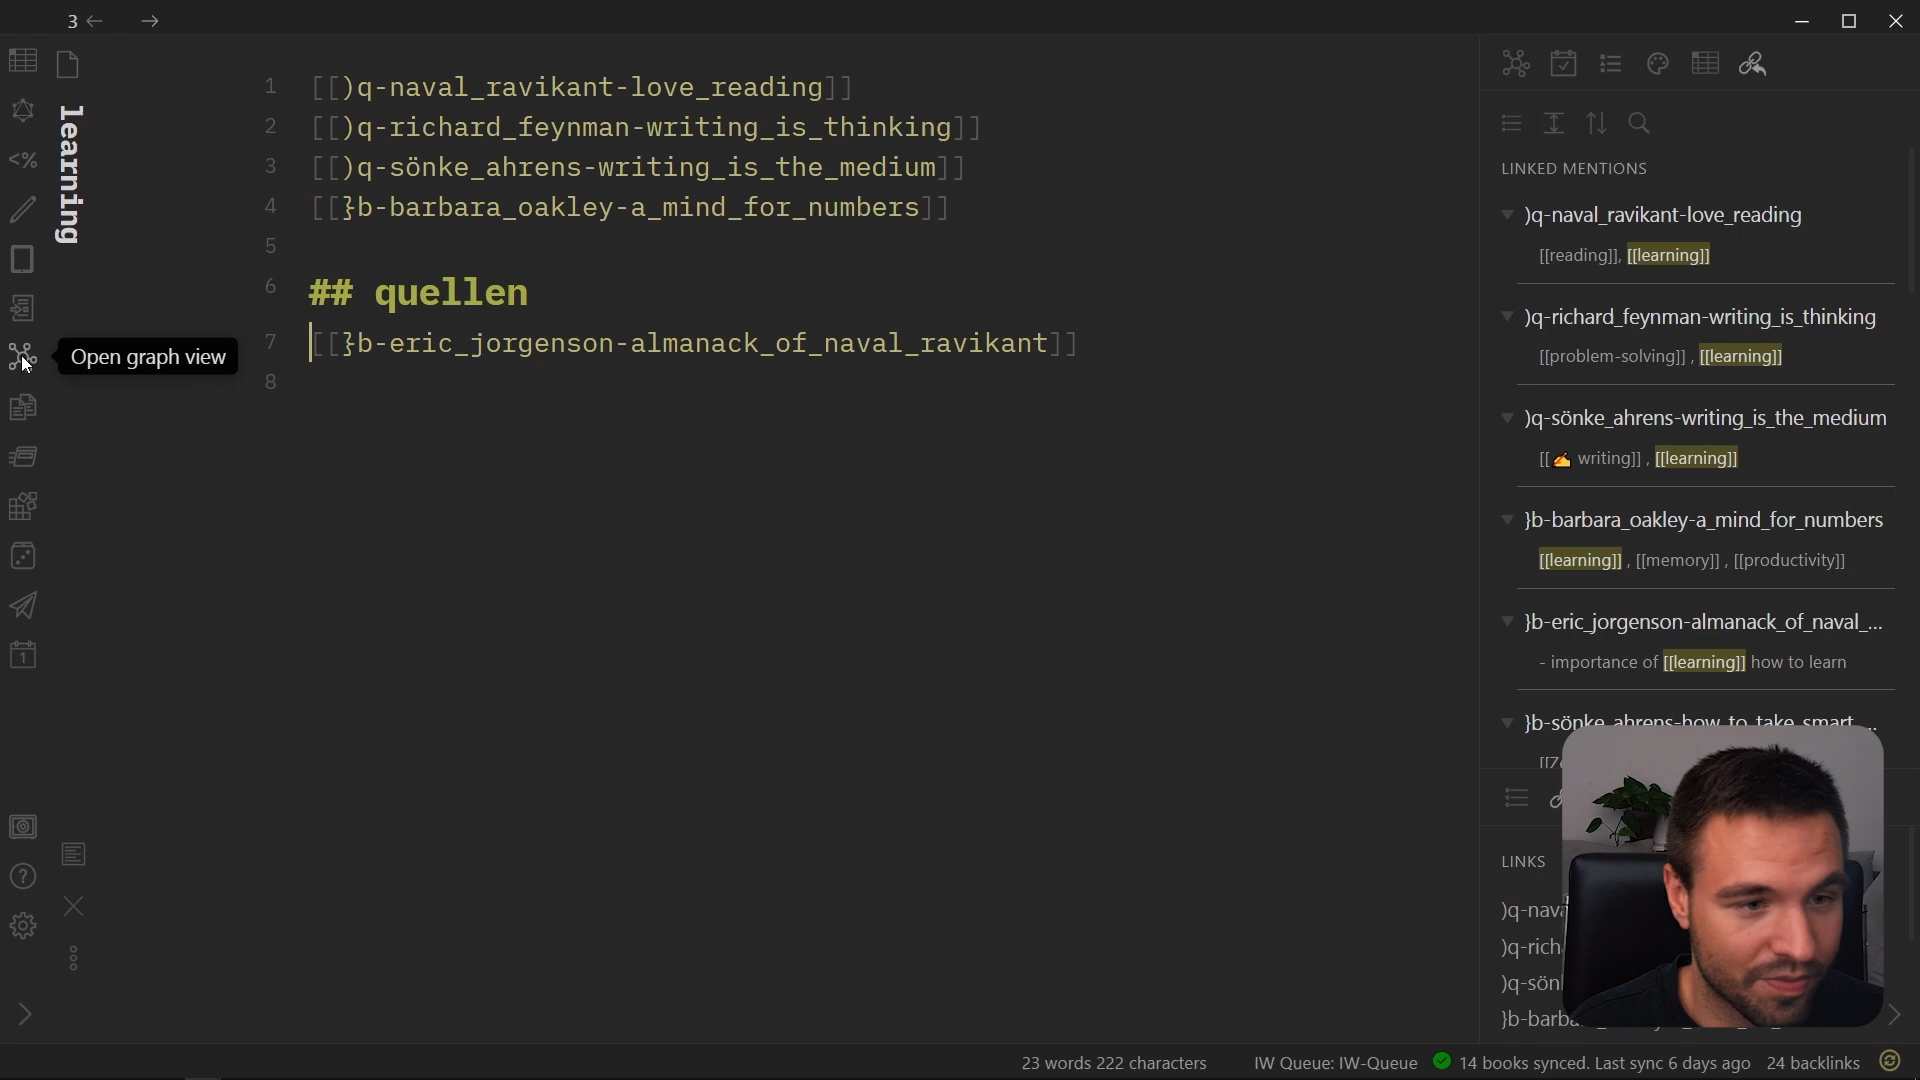 3
learning
1 [[)q-naval_ravikant-love_reading]]
2 [[)q-richard_feynman-writing_is_thinking]]
3 [[)q-sönke_ahrens-writing_is_the_medium]]
4 [[}b-barbara_oakley-a_mind_for_numbers]]
5
6 ## quellen
7 [[}b-eric_jorgenson-almanack_of_naval_ravikant]]
8
<%
Open graph view
1
LINKED MENTIONS
)q-naval_ravikant-love_reading
[[reading]], [[learning]]
)q-richard_feynman-writing_is_thinking
[[problem-solving]] , [[learning]]
)q-sönke_ahrens-writing_is_the_medium
[[ ✍ writing]] , [[learning]]
}b-barbara_oakley-a_mind_for_numbers
[[learning]] , [[memory]] , [[productivity]]
}b-eric_jorgenson-almanack_of_naval_...
- importance of [[learning]] how to learn
}b-sönke_ahrens-how_to_take_smart_...
LINKS
)q-nav
)q-rich
)q-sön
}b-barb
23 words 222 characters
IW Queue: IW-Queue
14 books synced. Last sync 6 days ago
24 backlinks